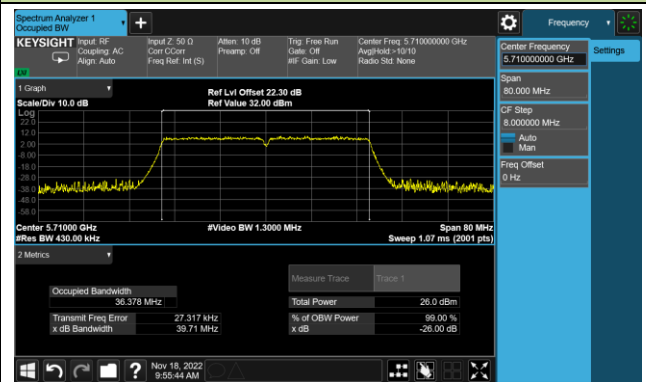 Spectrum Analyzer 1
Occupied BW
Frequency
KEYSIGHT
Input: RF
Coupling: AC
Align: Auto
Input Z: 50 Ω
Corr CCorr
Freq Ref: Int (S)
Atten: 10 dB
Preamp: Off
Trig: Free Run
Gate: Off
#IF Gain: Low
Center Freq: 5.710000000 GHz
Avg|Hold:>10/10
Radio Std: None
Center Frequency
5.710000000 GHz
Settings
Span
80.000 MHz
CF Step
8.000000 MHz
Auto
Man
Freq Offset
0 Hz
1 Graph
Scale/Div 10.0 dB
Ref Lvl Offset 22.30 dB
Ref Value 32.00 dBm
Log
22.0
12.0
2.00
-8.00
-18.0
-28.0
-38.0
-48.0
-58.0
Center 5.71000 GHz
#Res BW 430.00 kHz
#Video BW 1.3000 MHz
Span 80 MHz
Sweep 1.07 ms (2001 pts)
2 Metrics
Measure Trace
Trace 1
Occupied Bandwidth
36.378 MHz
Total Power
26.0 dBm
Transmit Freq Error
27.317 kHz
% of OBW Power
99.00 %
x dB Bandwidth
39.71 MHz
x dB
-26.00 dB
Nov 18, 2022
9:55:44 AM